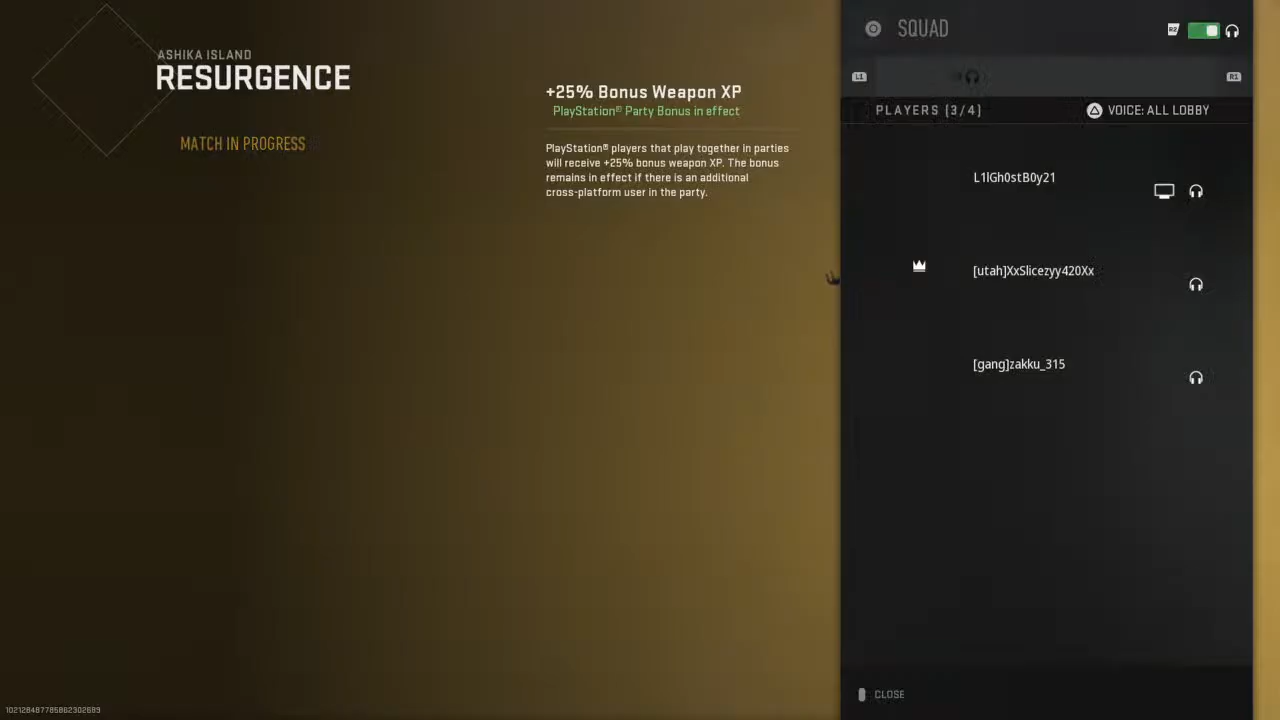 ASHIKA ISLAND
RESURGENCE
MATCH IN PROGRESS
+25% Bonus Weapon XP
PlayStation® Party Bonus in effect
PlayStation® players that play together in parties
will receive +25% bonus weapon XP. The bonus
remains in effect if there is an additional
cross-platform user in the party.
SQUAD
R2
L1
R1
PLAYERS (3/4)
VOICE: ALL LOBBY
L1lGh0stB0y21
[utah]XxSlicezyy420Xx
[gang]zakku_315
CLOSE